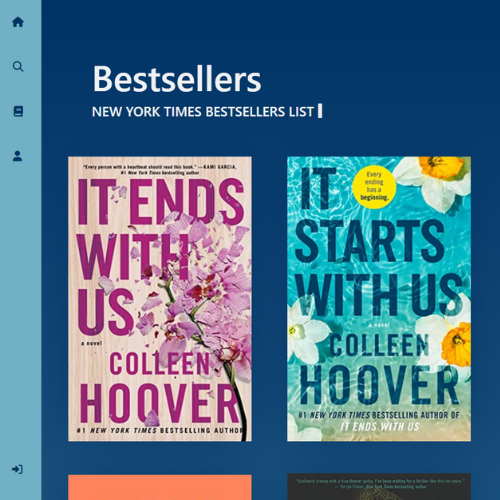 Bestsellers
NEW YORK TIMES BESTSELLERS LIST
"Every person with a heartbeat should read this book." —KAMI GARCIA,
#1 New York Times bestselling author
IT ENDS
WITH
US
a novel
COLLEEN
HOOVER
#1 NEW YORK TIMES BESTSELLING AUTHOR
IT
Every
ending
has a
beginning.
STARTS
WITH US
a novel
COLLEEN
HOOVER
#1 NEW YORK TIMES BESTSELLING AUTHOR OF
IT ENDS WITH US